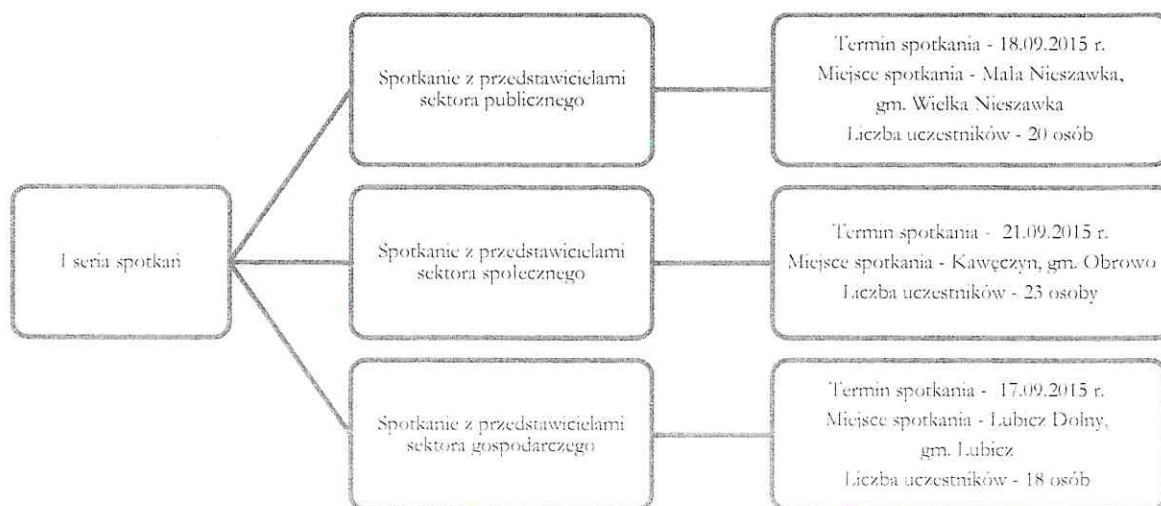 I seria spotkań
Spotkanie z przedstawicielami
sektora publicznego
Termin spotkania - 18.09.2015 r.
Miejsce spotkania - Mała Nieszawka,
gm. Wielka Nieszawka
Liczba uczestników - 20 osób
Spotkanie z przedstawicielami
sektora społecznego
Termin spotkania - 21.09.2015 r.
Miejsce spotkania - Kawęczyn, gm. Obrowo
Liczba uczestników - 23 osoby
Spotkanie z przedstawicielami
sektora gospodarczego
Termin spotkania - 17.09.2015 r.
Miejsce spotkania - Lubicz Dolny,
gm. Lubicz
Liczba uczestników - 18 osób